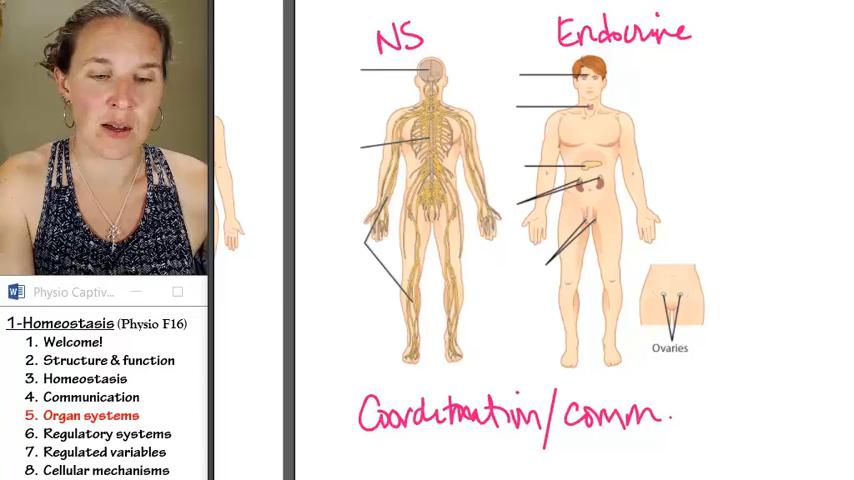 NS
Endocrine
Ovaries
Coordination/comm.
Physio Captiv...
1-Homeostasis (Physio F16)
1. Welcome!
2. Structure & function
3. Homeostasis
4. Communication
5. Organ systems
6. Regulatory systems
7. Regulated variables
8. Cellular mechanisms